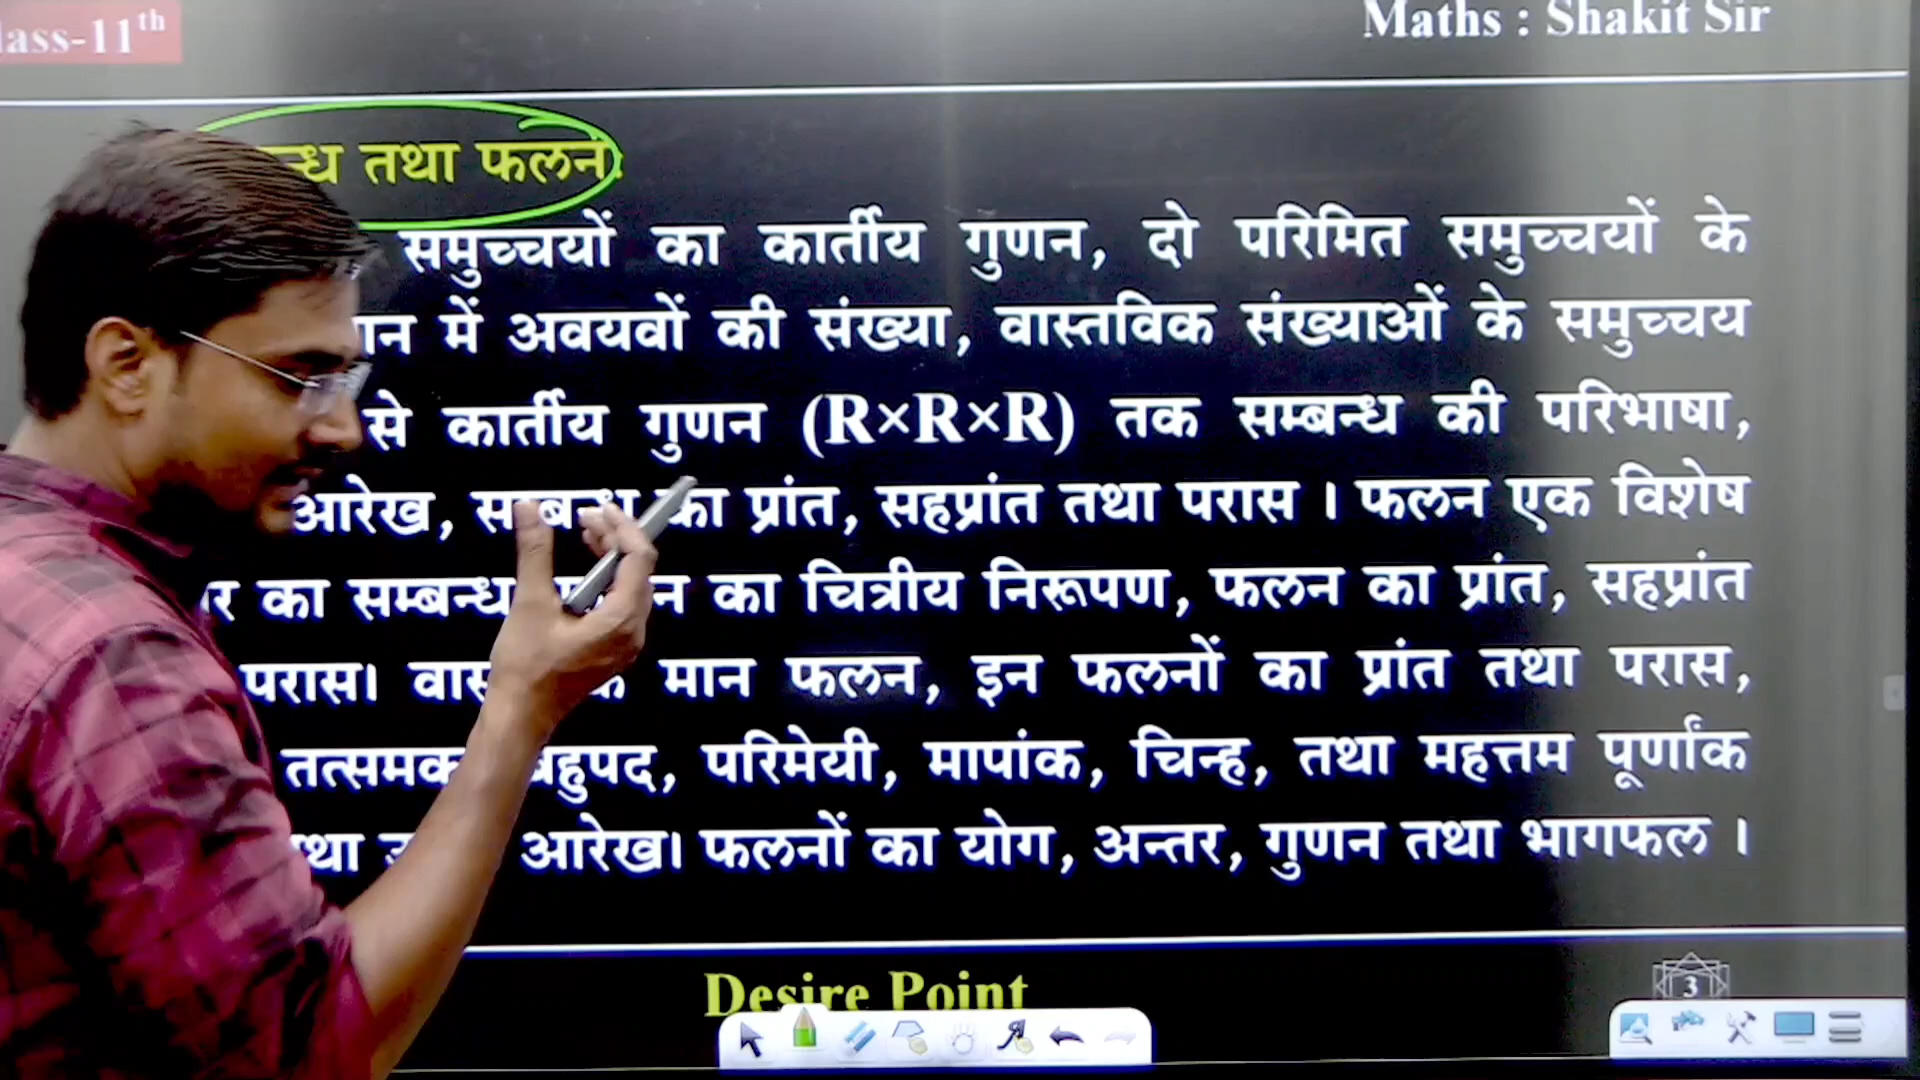 Maths : Shakit Sir
तथा फलन
समुच्चयों का कार्तीय गुणन, दो परिमित समुच्चयों के
में अवयवों की संख्या, वास्तविक संख्याओं के समुच्चय
से कार्तीय गुणन (R×R×R) तक सम्बन्ध की परिभाषा,
आरेख, सम्बन्ध का प्रांत, सहप्रांत तथा परास । फलन एक विशेष
का सम्बन्ध का चित्रीय निरूपण, फलन का प्रांत, सहप्रांत
परास। मान फलन, इन फलनों का प्रांत तथा परास,
तत्समक बहुपद, परिमेयी, मापांक, चिन्ह, तथा महत्तम पूर्णांक
आरेख। फलनों का योग, अन्तर, गुणन तथा भागफल ।
Desire Point
3